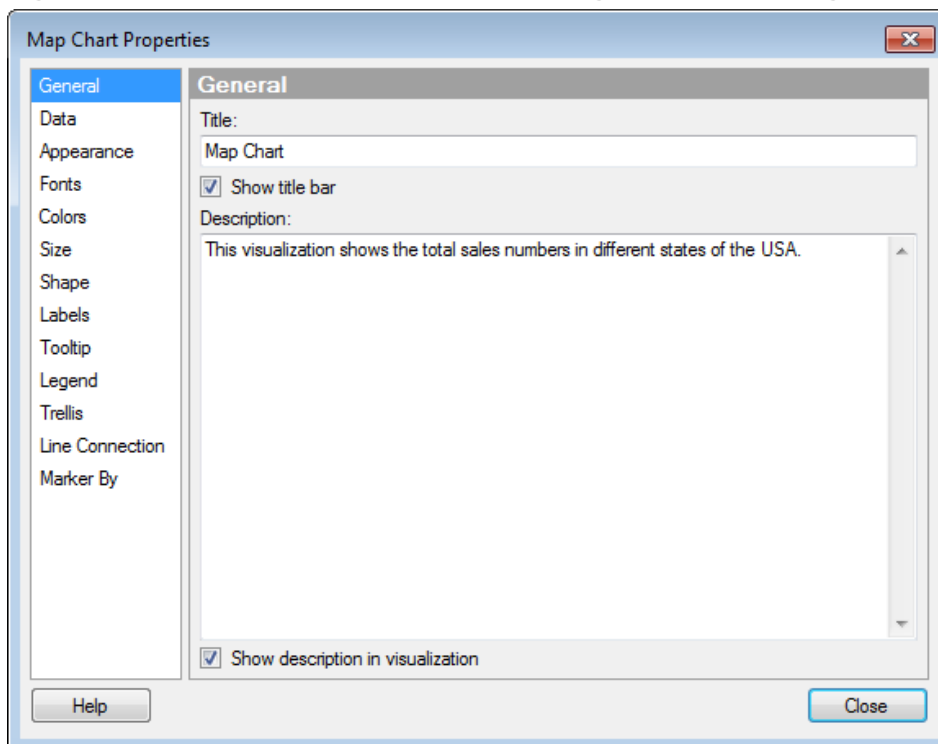 Map Chart Properties
General
Data
Appearance
Fonts
Colors
Size
Shape
Labels
Tooltip
Legend
Trellis
Line Connection
Marker By
General
Title:
Map Chart
Show title bar
Description:
This visualization shows the total sales numbers in different states of the USA.
Show description in visualization
Help
Close